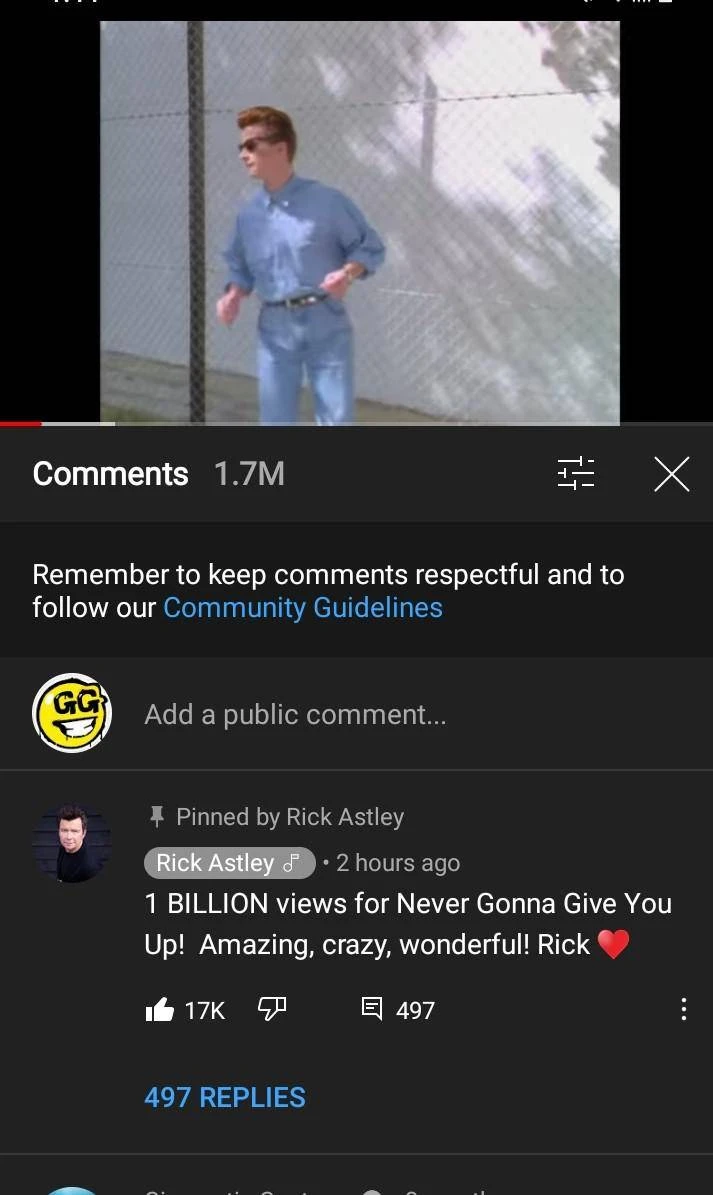 Comments 1.7M
Remember to keep comments respectful and to
follow our Community Guidelines
GG
Add a public comment...
Pinned by Rick Astley
Rick Astley • 2 hours ago
1 BILLION views for Never Gonna Give You
Up! Amazing, crazy, wonderful! Rick ❤️
17K 497
497 REPLIES